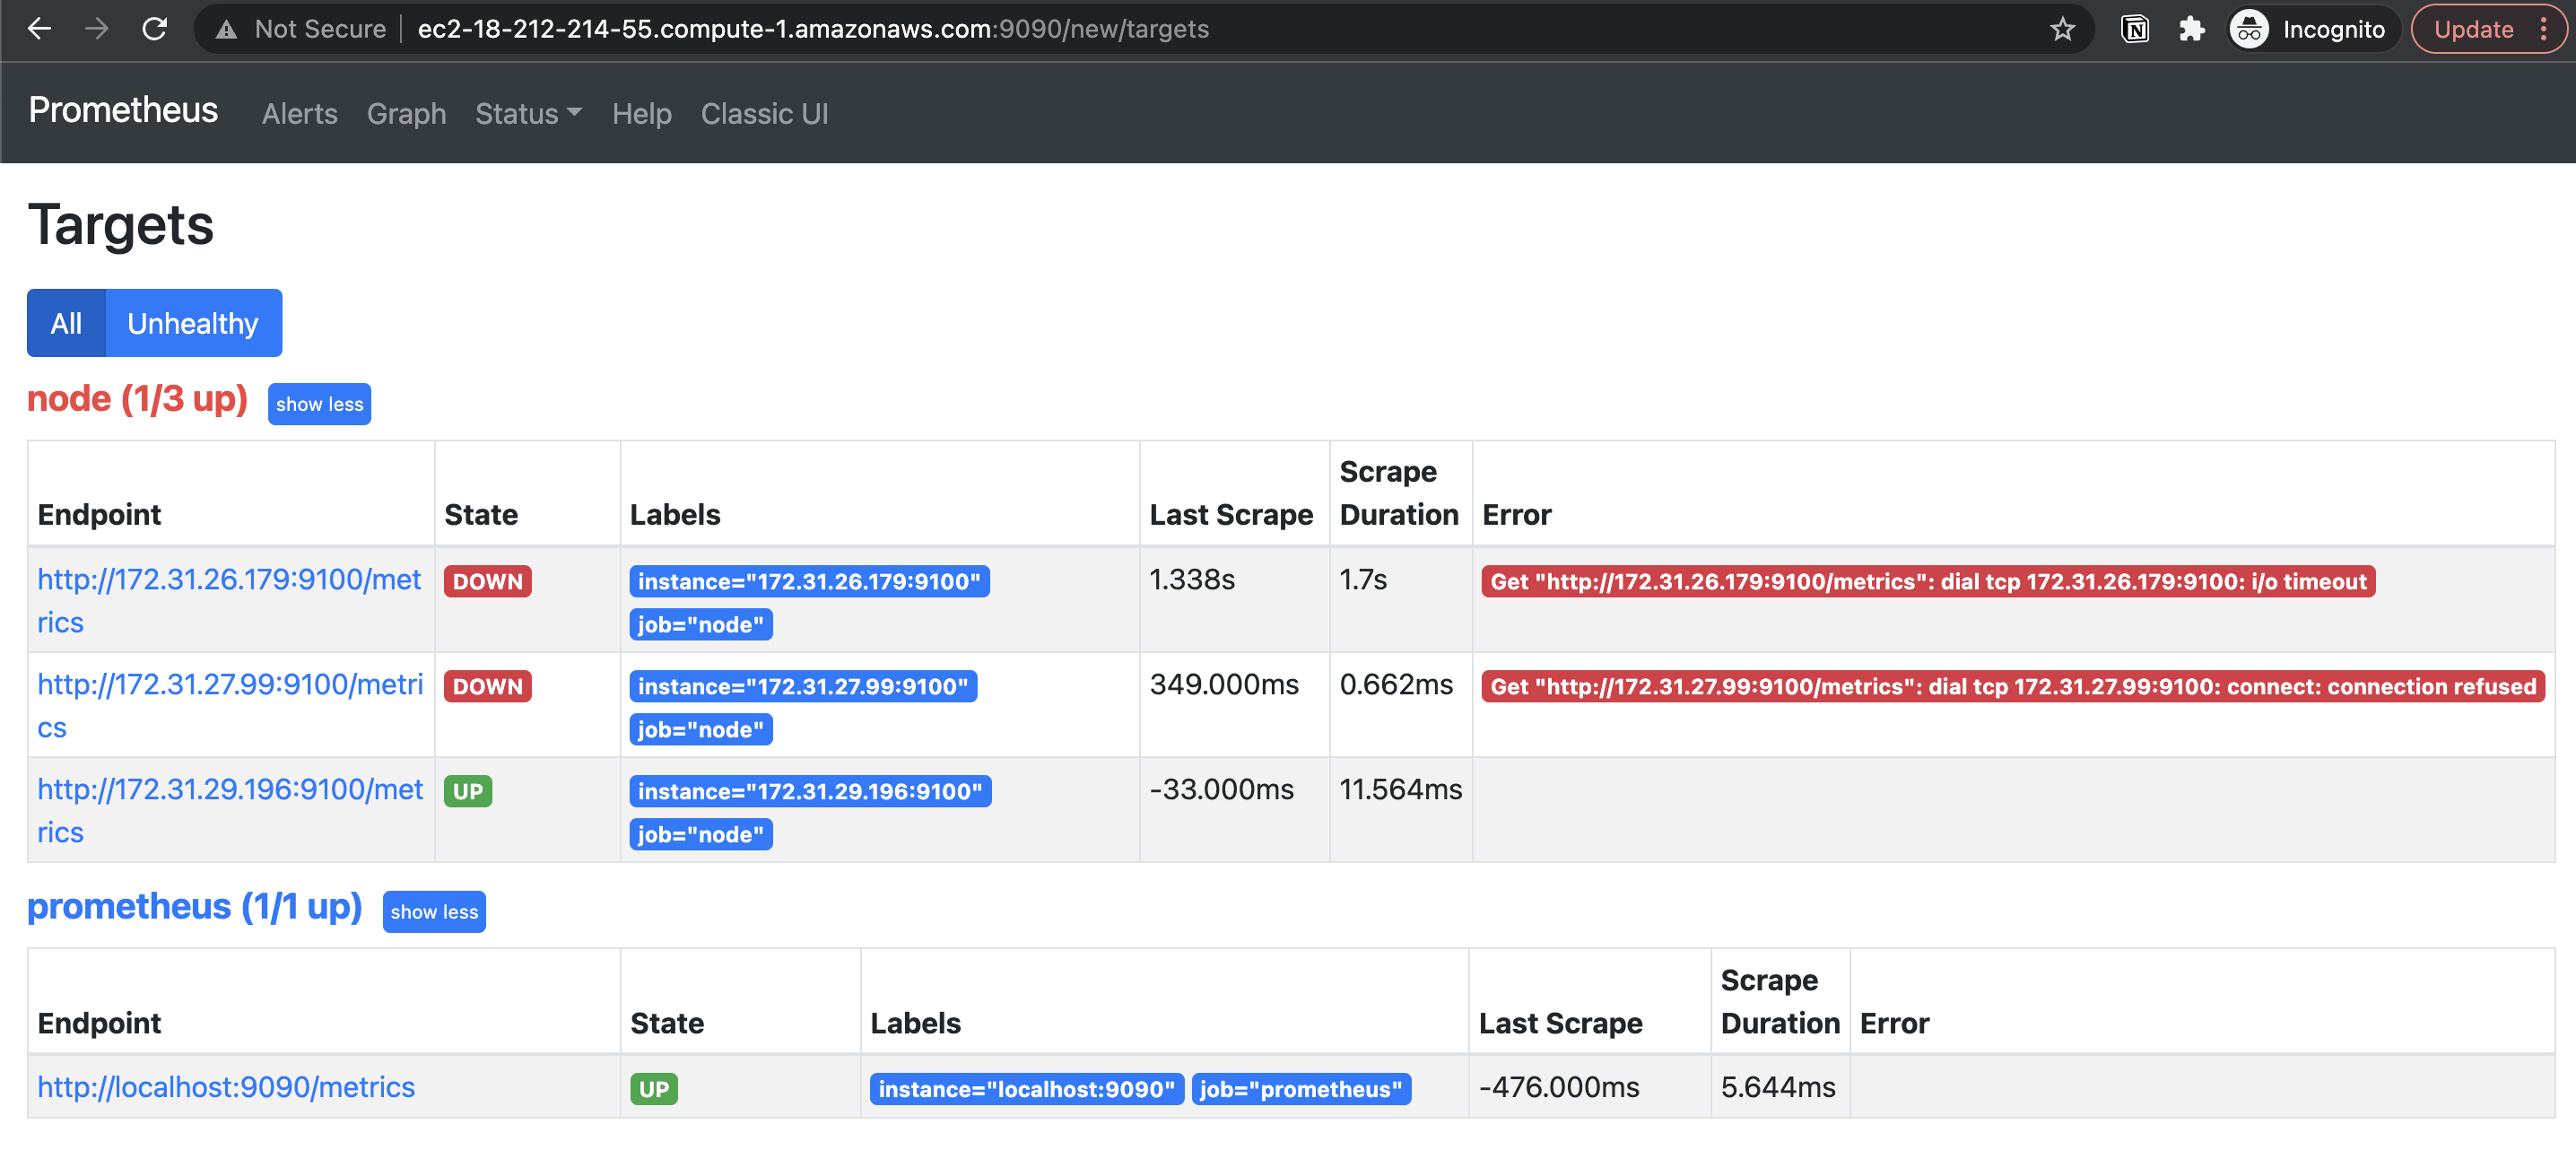 Not Secure ec2-18-212-214-55.compute-1.amazonaws.com:9090/new/targets Incognito Update
Prometheus Alerts Graph Status Help Classic UI
Targets
All Unhealthy
node (1/3 up) show less
Scrape
Endpoint State Labels Last Scrape Duration Error
http://172.31.26.179:9100/met DOWN instance="172.31.26.179:9100" 1.338s 1.7s Get "http://172.31.26.179:9100/metrics": dial tcp 172.31.26.179:9100: i/o timeout
rics job="node"
http://172.31.27.99:9100/metri DOWN instance="172.31.27.99:9100" 349.000ms 0.662ms Get "http://172.31.27.99:9100/metrics": dial tcp 172.31.27.99:9100: connect: connection refused
cs job="node"
http://172.31.29.196:9100/met UP instance="172.31.29.196:9100" -33.000ms 11.564ms
rics job="node"
prometheus (1/1 up) show less
Scrape
Endpoint State Labels Last Scrape Duration Error
http://localhost:9090/metrics UP instance="localhost:9090" job="prometheus" -476.000ms 5.644ms